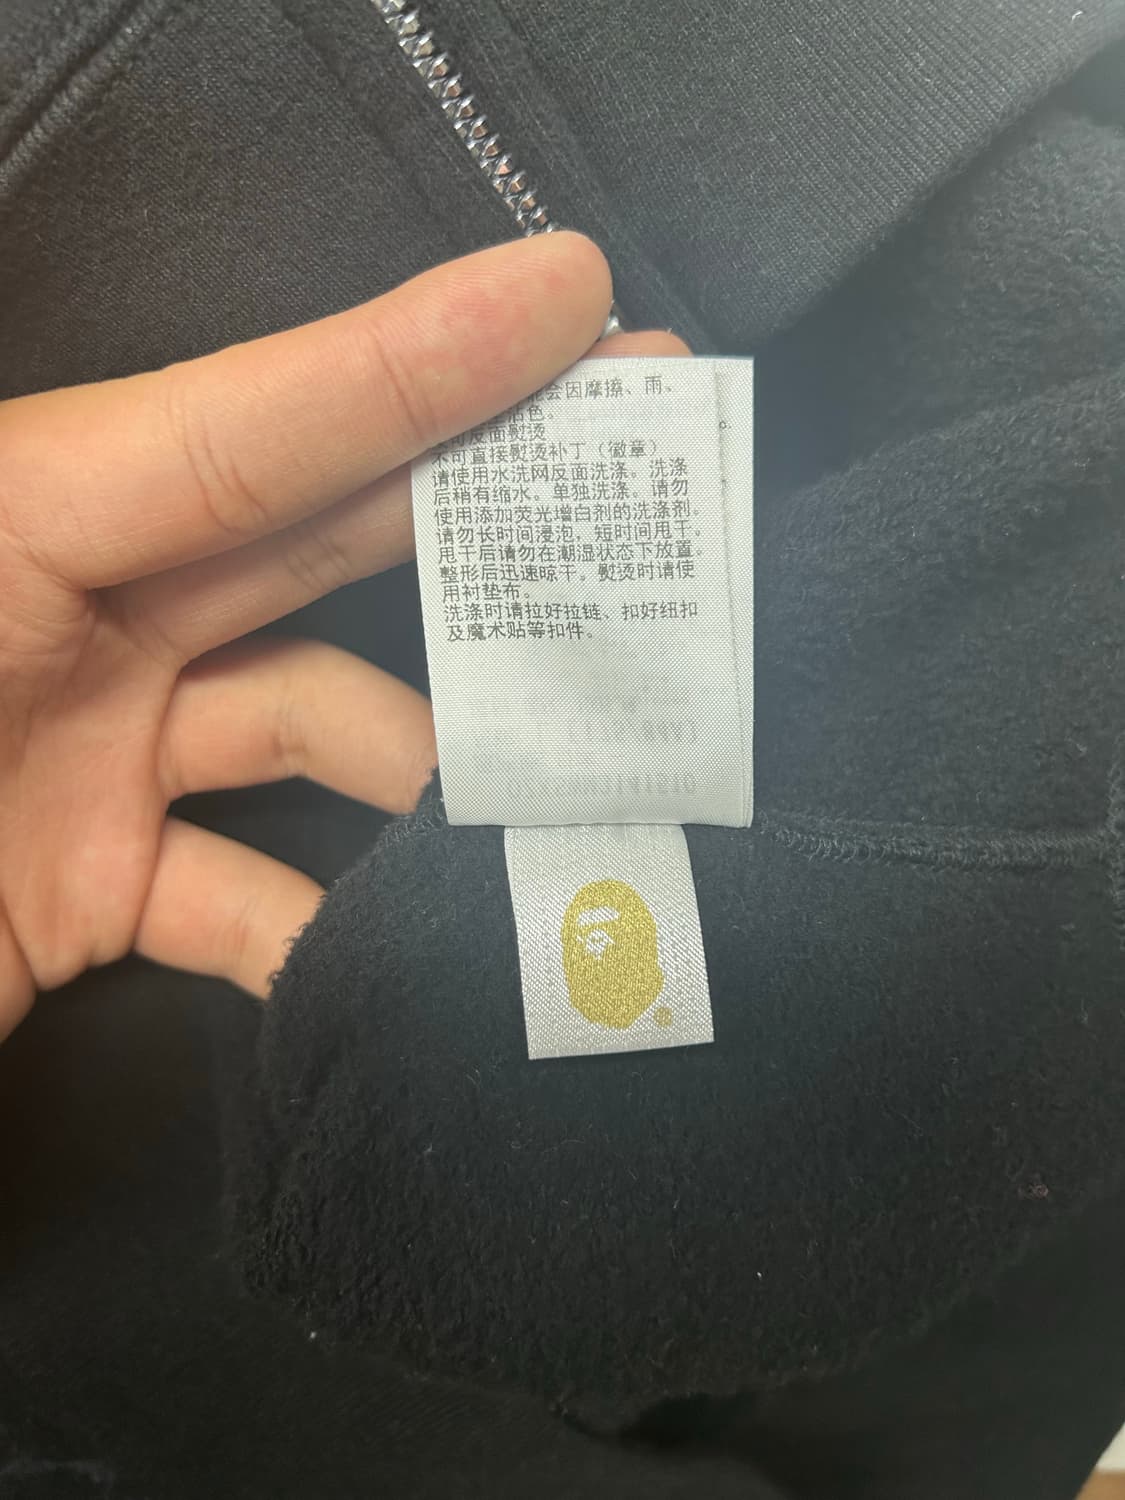 会因摩擦、雨、
沾色。
反面熨烫
不可直接熨烫补丁（徽章）
请使用水洗网反面洗涤。洗涤
后稍有缩水。单独洗涤。请勿
使用添加荧光增白剂的洗涤剂。
请勿长时间浸泡，短时间甩干。
甩干后请勿在潮湿状态下放置。
整形后迅速晾干。熨烫时请使
用衬垫布。
洗涤时请拉好拉链、扣好纽扣
及魔术贴等扣件。
®